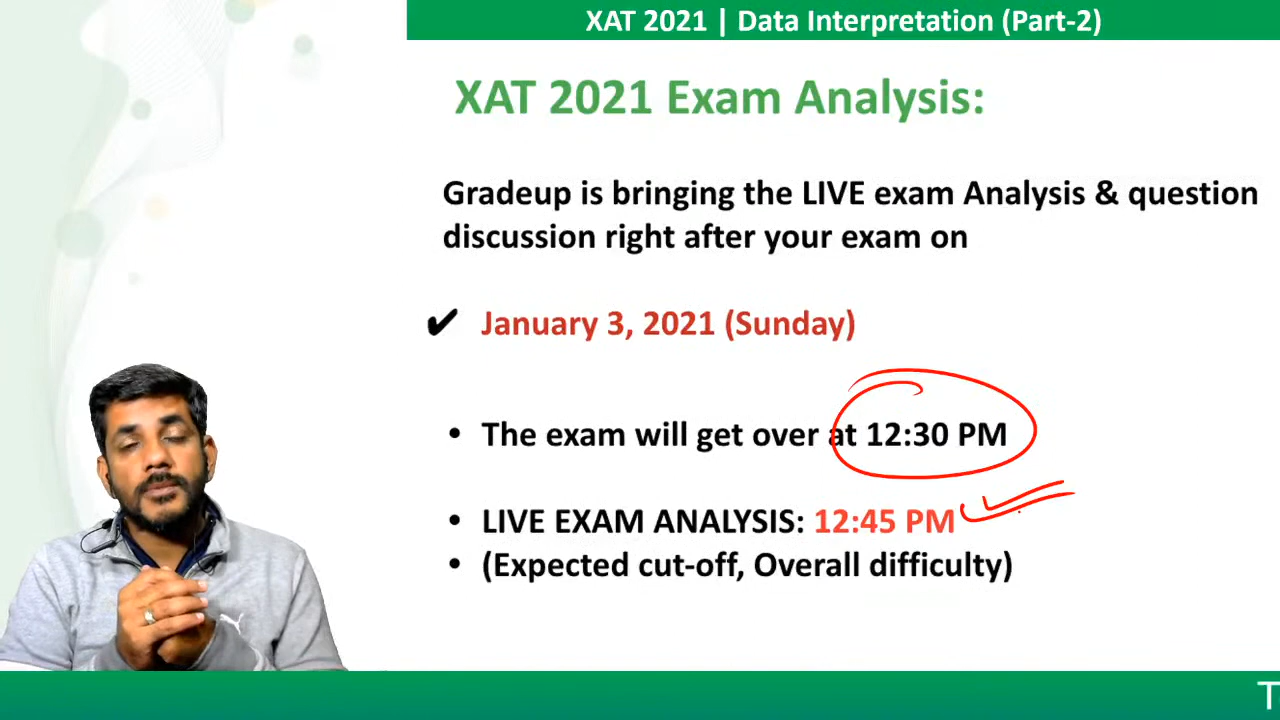 XAT 2021 | Data Interpretation (Part-2)
XAT 2021 Exam Analysis:
Gradeup is bringing the LIVE exam Analysis & question
discussion right after your exam on
✔ January 3, 2021 (Sunday)
• The exam will get over at 12:30 PM
• LIVE EXAM ANALYSIS: 12:45 PM
• (Expected cut-off, Overall difficulty)